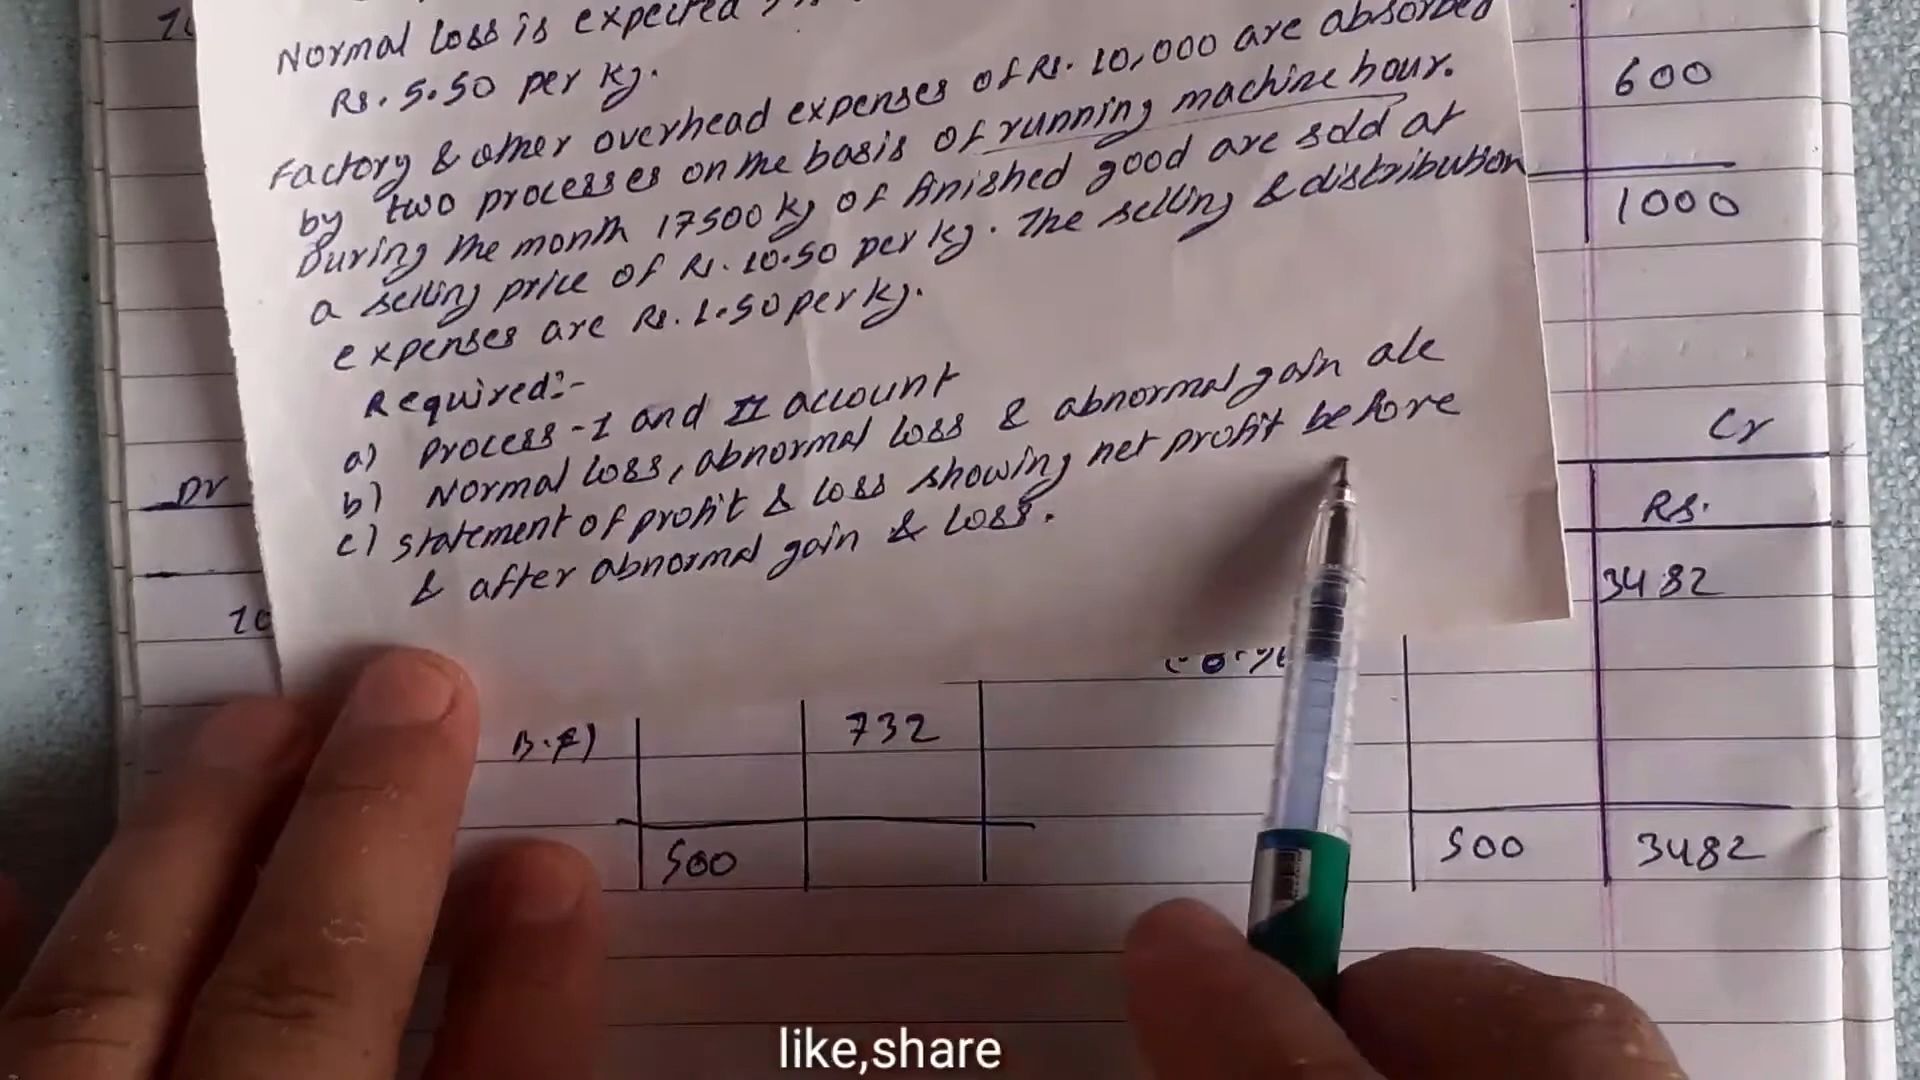 Normal loss is expected
Rs. 5.50 per kg.
Factory & other overhead expenses of Rs. 10,000 are absorbed
by two processes on the basis of running machine hour.
During the month 17500 kg of finished good are sold at
a selling price of Rs. 10.50 per kg. The selling & distribution
expenses are Rs. 1.50 per kg.
Required:-
a) Process-I and II account
b) Normal loss, abnormal loss & abnormal gain ale
c) statement of profit & loss showing net profit before
& after abnormal gain & loss.
600
1000
Cr
Dr
Rs.
3482
B.F)
732
500
500
3482
like,share